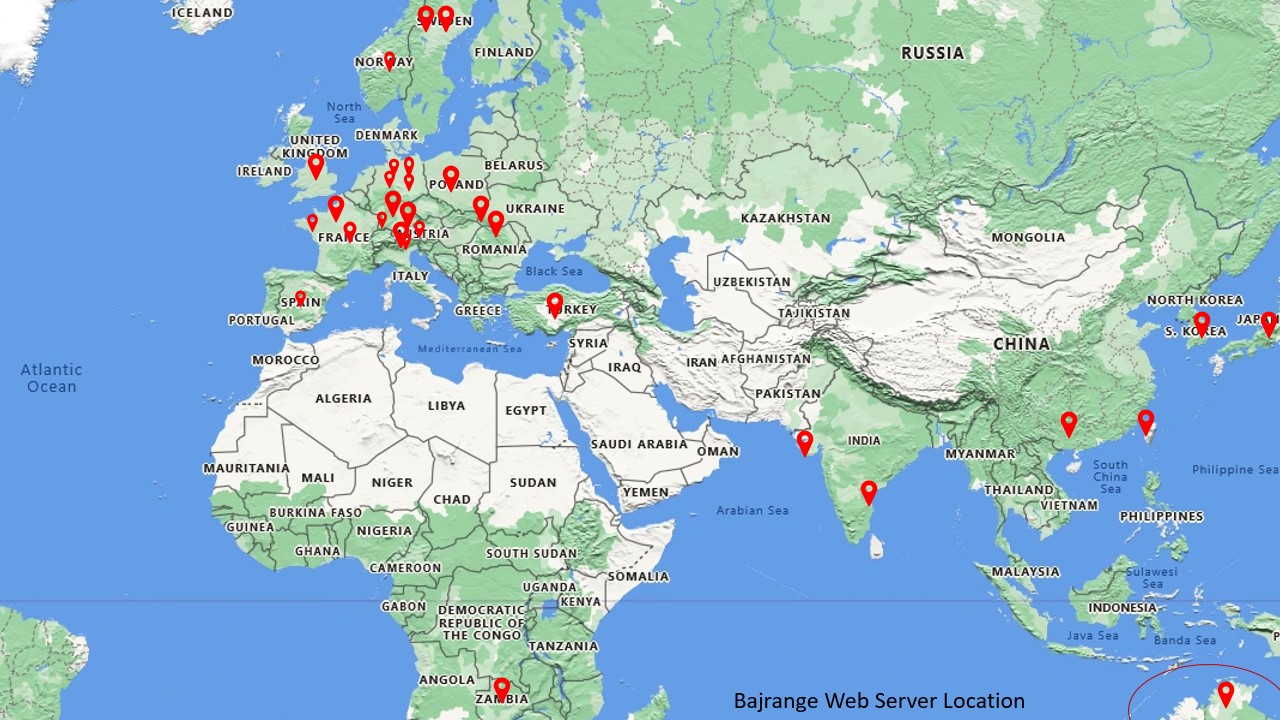 ICELAND
SWEDEN
FINLAND
RUSSIA
NORWAY
North
Sea
DENMARK
UNITED
KINGDOM
IRELAND
BELARUS
POLAND
UKRAINE
FRANCE
AUSTRIA
ROMANIA
KAZAKHSTAN
MONGOLIA
ITALY
Black Sea
UZBEKISTAN
SPAIN
PORTUGAL
GREECE
TURKEY
TAJIKISTAN
NORTH KOREA
S. KOREA
JAPAN
Mediterranean Sea
SYRIA
CHINA
MOROCCO
IRAQ
IRAN
AFGHANISTAN
Atlantic
Ocean
PAKISTAN
ALGERIA
LIBYA
EGYPT
SAUDI ARABIA
OMAN
INDIA
MYANMAR
MAURITANIA
MALI
NIGER
CHAD
SUDAN
YEMEN
THAILAND
South
China
Sea
Philippine Sea
VIETNAM
BURKINA FASO
Arabian Sea
PHILIPPINES
GUINEA
NIGERIA
GHANA
SOUTH SUDAN
CAMEROON
SOMALIA
MALAYSIA
Sulawesi
Sea
UGANDA
KENYA
GABON
DEMOCRATIC
REPUBLIC OF
THE CONGO
INDONESIA
TANZANIA
Java Sea
Banda Sea
P
ANGOLA
ZAMBIA
Bajrange Web Server Location